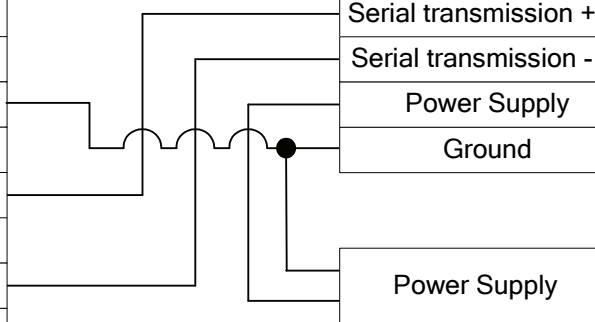 Serial transmission +
Serial transmission -
Power Supply
Ground
Power Supply